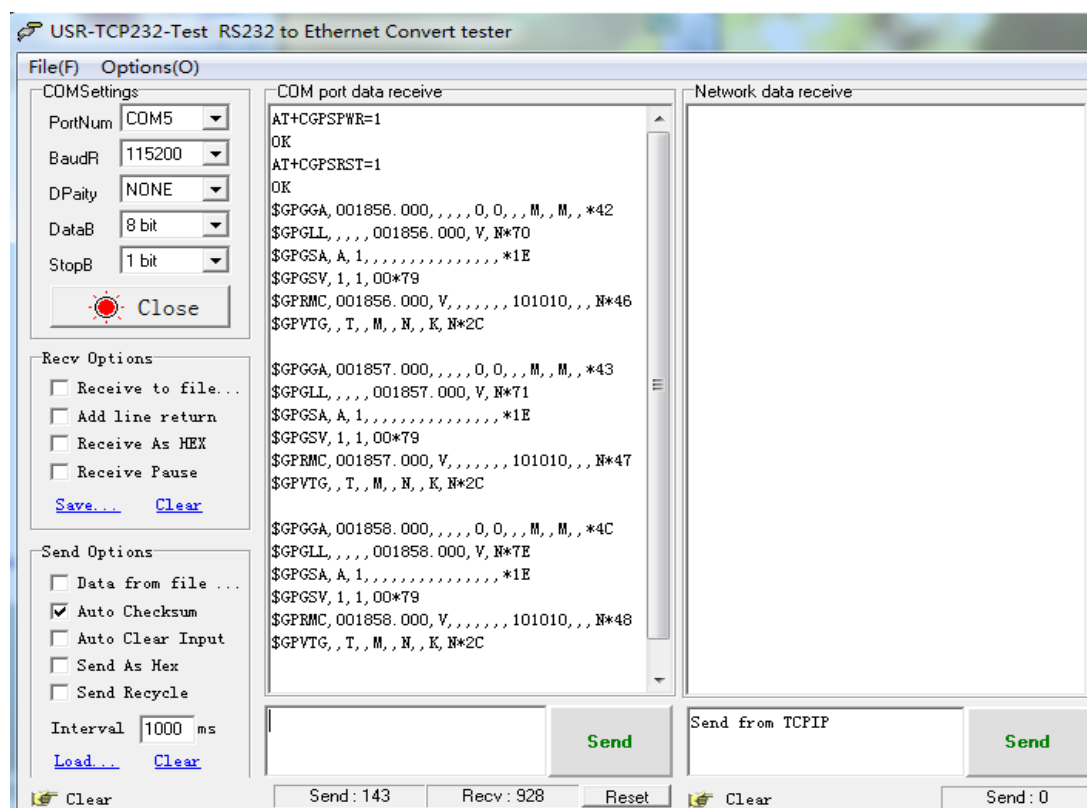 USR-TCP232-Test RS232 to Ethernet Convert tester
File(F) Options(O)
COMSettings
PortNum COM5
BaudR 115200
DPaity NONE
DataB 8 bit
StopB 1 bit
Close
Recv Options
Receive to file...
Add line return
Receive As HEX
Receive Pause
Save... Clear
Send Options
Data from file ...
Auto Checksum
Auto Clear Input
Send As Hex
Send Recycle
Interval 1000 ms
Load... Clear
Clear
COM port data receive
AT+CGPSPWR=1
OK
AT+CGPSRST=1
OK
$GPGGA,001856.000,,,,,0,0,,,M,,M,,*42
$GPGLL,,,,,001856.000,V,N*70
$GPGSA,A,1,,,,,,,,,,,,,,,*1E
$GPGSV,1,1,00*79
$GPRMC,001856.000,V,,,,,,,101010,,,N*46
$GPVTG,,T,,M,,N,,K,N*2C
$GPGGA,001857.000,,,,,0,0,,,M,,M,,*43
$GPGLL,,,,,001857.000,V,N*71
$GPGSA,A,1,,,,,,,,,,,,,,,*1E
$GPGSV,1,1,00*79
$GPRMC,001857.000,V,,,,,,,101010,,,N*47
$GPVTG,,T,,M,,N,,K,N*2C
$GPGGA,001858.000,,,,,0,0,,,M,,M,,*4C
$GPGLL,,,,,001858.000,V,N*7E
$GPGSA,A,1,,,,,,,,,,,,,,,*1E
$GPGSV,1,1,00*79
$GPRMC,001858.000,V,,,,,,,101010,,,N*48
$GPVTG,,T,,M,,N,,K,N*2C
Send
Send : 143 Recv : 928 Reset
Network data receive
Send from TCPIP
Send
Clear Send : 0